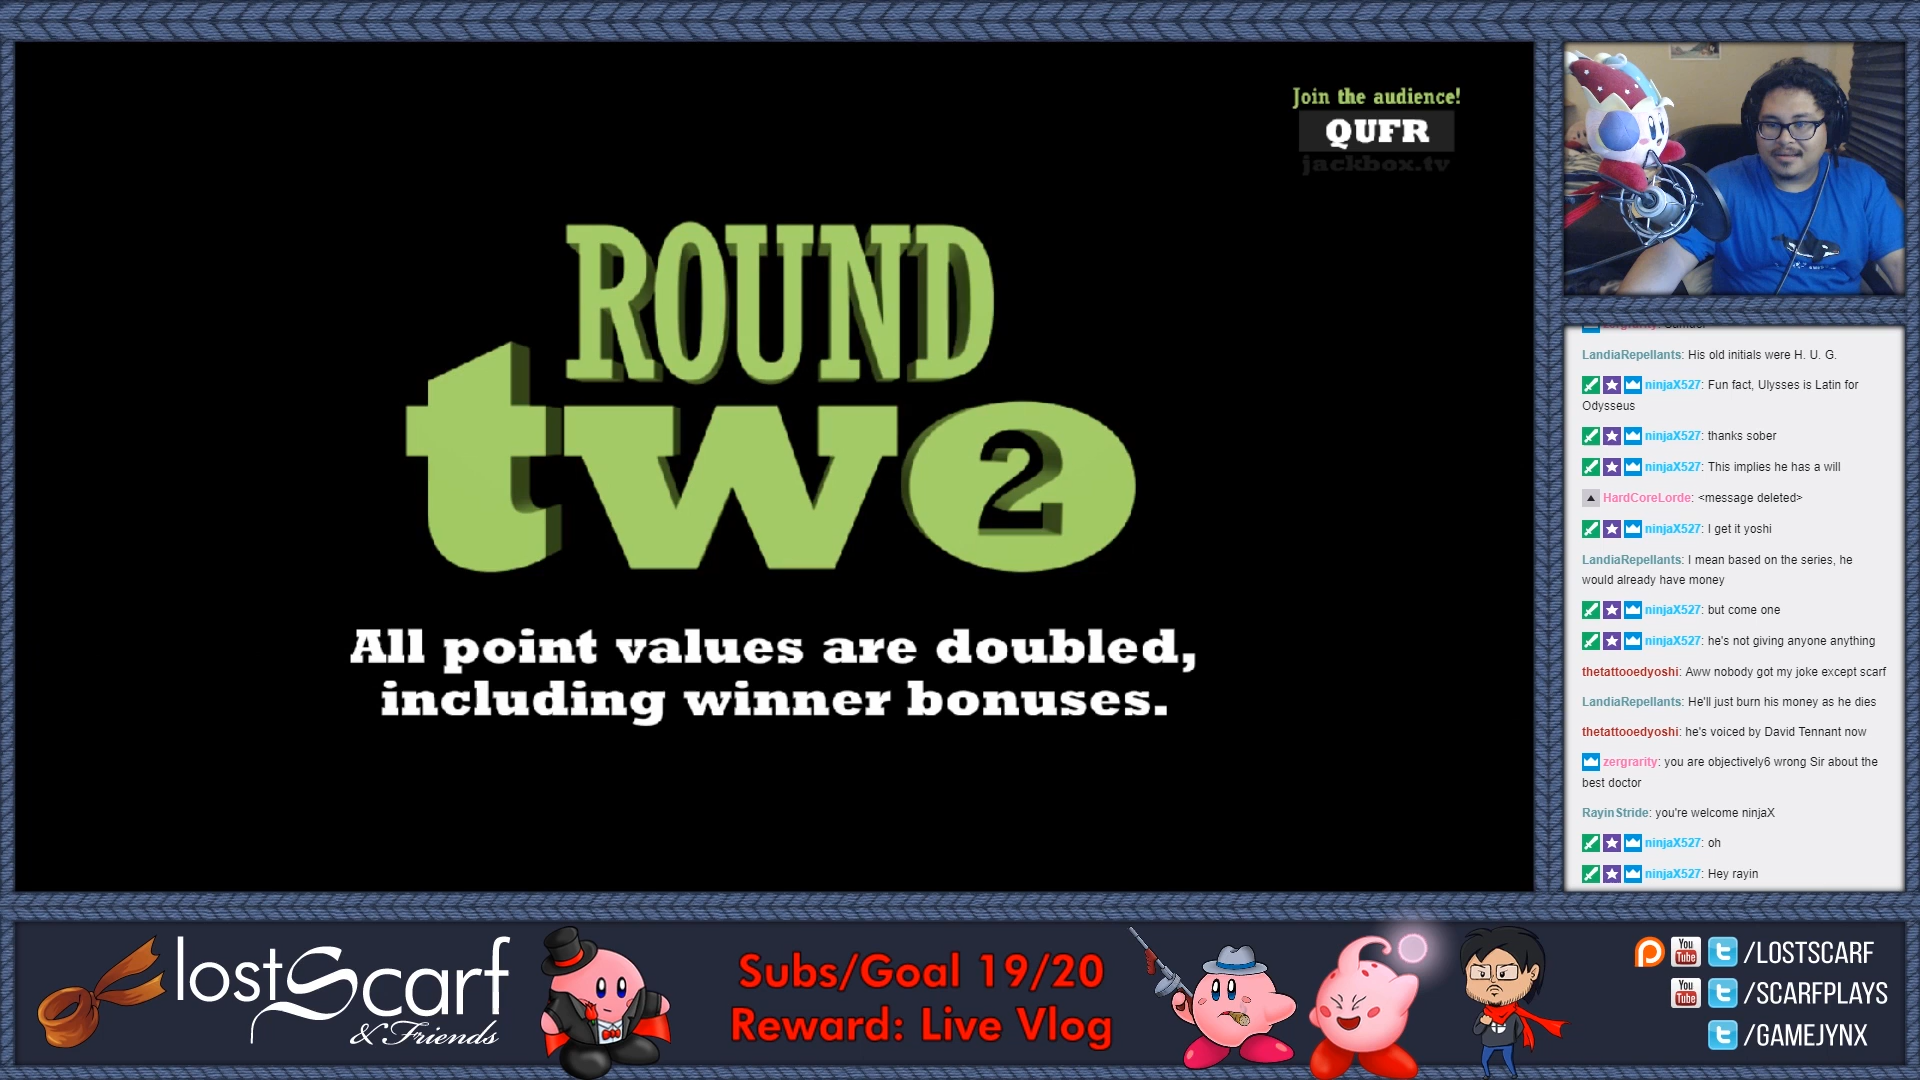 Join the audience!
QUFR
jackbox.tv
ROUND
two
2
All point values are doubled,
including winner bonuses.
LandiaRepellants: His old initials were H. U. G.
ninjaX527: Fun fact, Ulysses is Latin for
Odysseus
ninjaX527: thanks sober
ninjaX527: This implies he has a will
HardCoreLorde: <message deleted>
ninjaX527: I get it yoshi
LandiaRepellants: I mean based on the series, he
would already have money
ninjaX527: but come one
ninjaX527: he's not giving anyone anything
thetattooedyoshi: Aww nobody got my joke except scarf
LandiaRepellants: He'll just burn his money as he dies
thetattooedyoshi: he's voiced by David Tennant now
zergrarity: you are objectively6 wrong Sir about the
best doctor
RayinStride: you're welcome ninjaX
ninjaX527: oh
ninjaX527: Hey rayin
lostScarf
& Friends
Subs/Goal 19/20
Reward: Live Vlog
You Tube /LOSTSCARF
You Tube /SCARFPLAYS
/GAMEJYNX